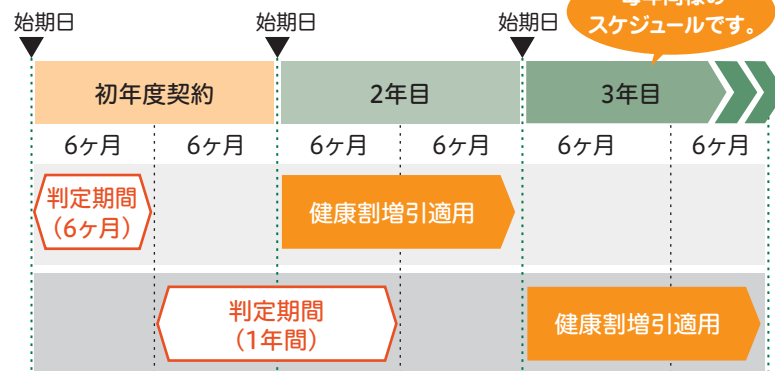 始期日
始期日
始期日
スケジュールです。
初年度契約
2年目
3年目
6ヶ月
6ヶ月
6ヶ月
6ヶ月
6ヶ月
6ヶ月
判定期間
(6ヶ月)
健康割増引適用
判定期間
(1年間)
健康割増引適用